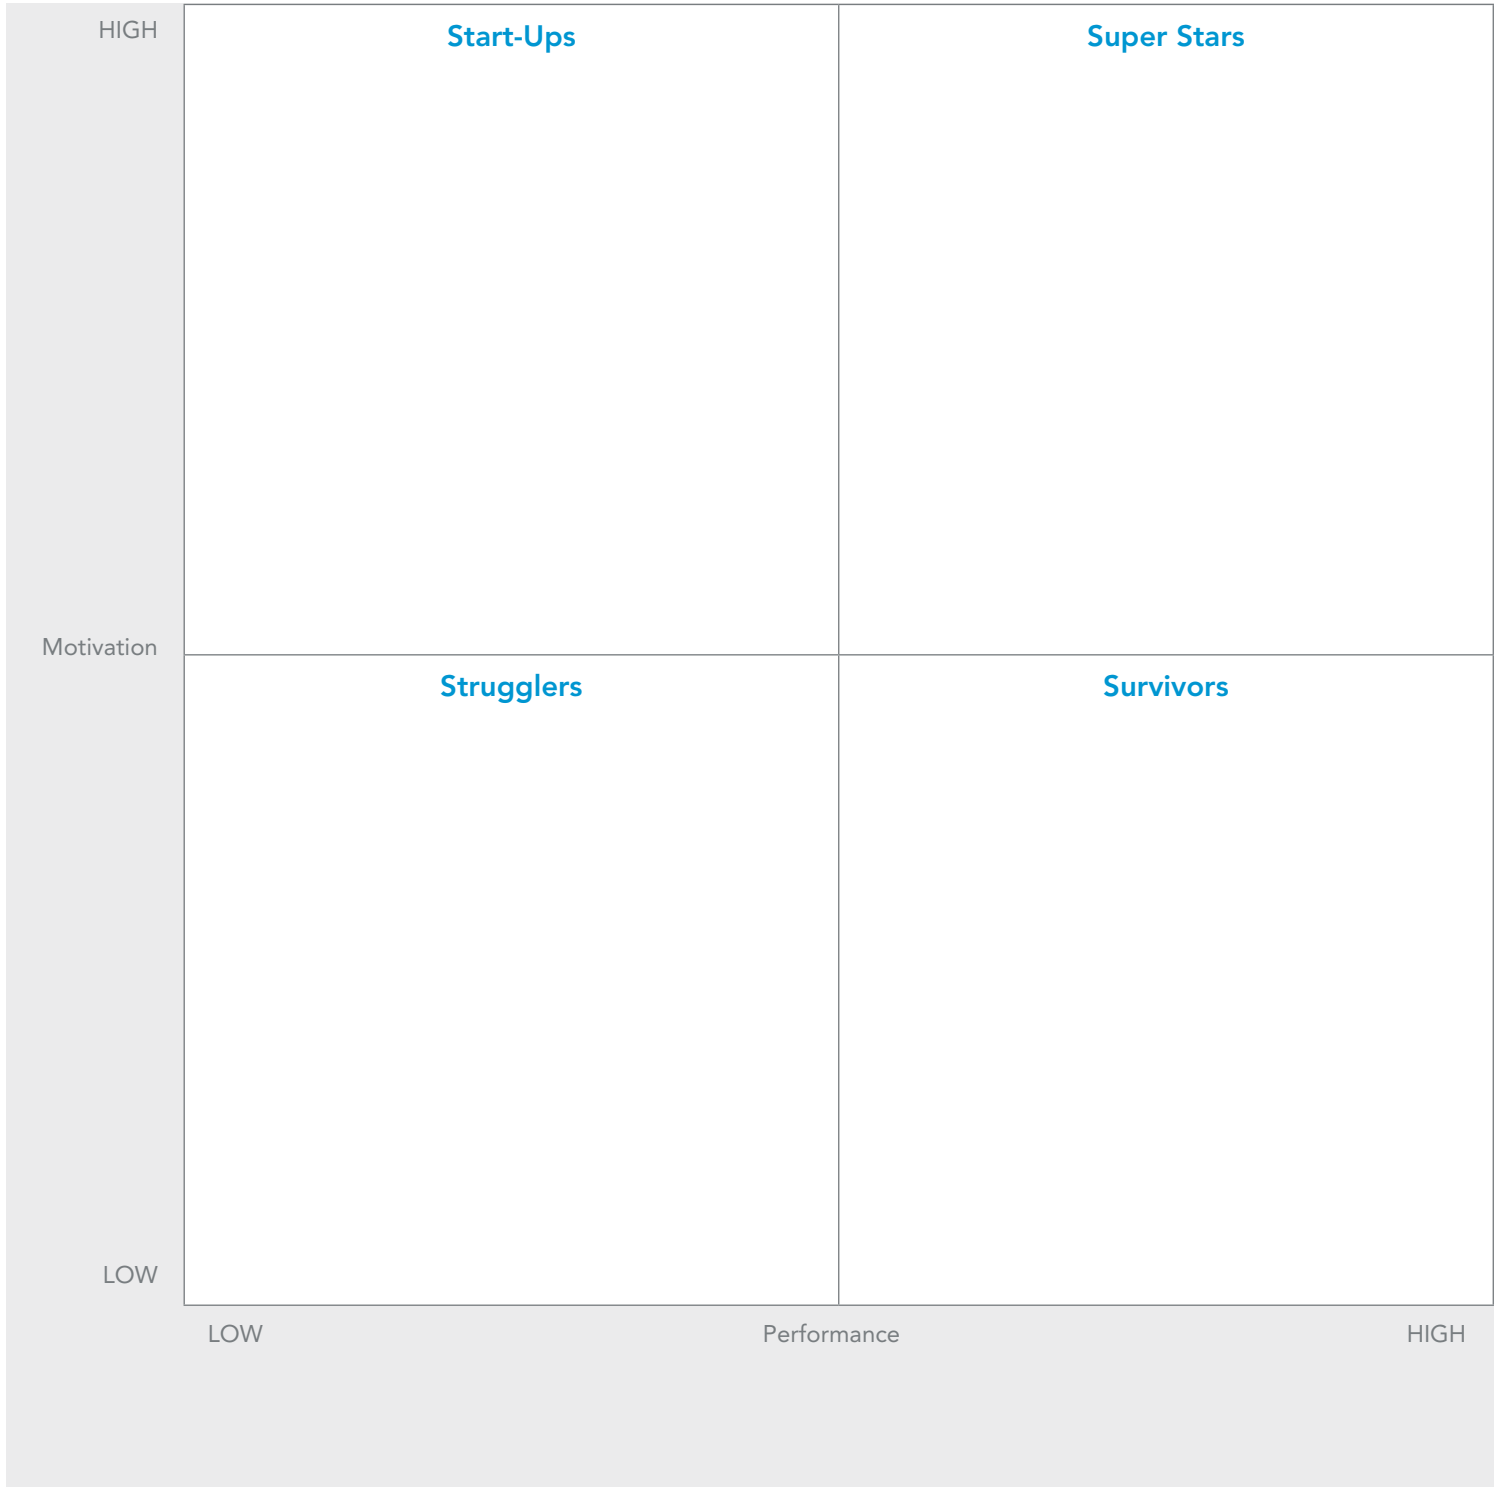 HIGH
Start-Ups
Super Stars
Motivation
Strugglers
Survivors
LOW
LOW
Performance
HIGH